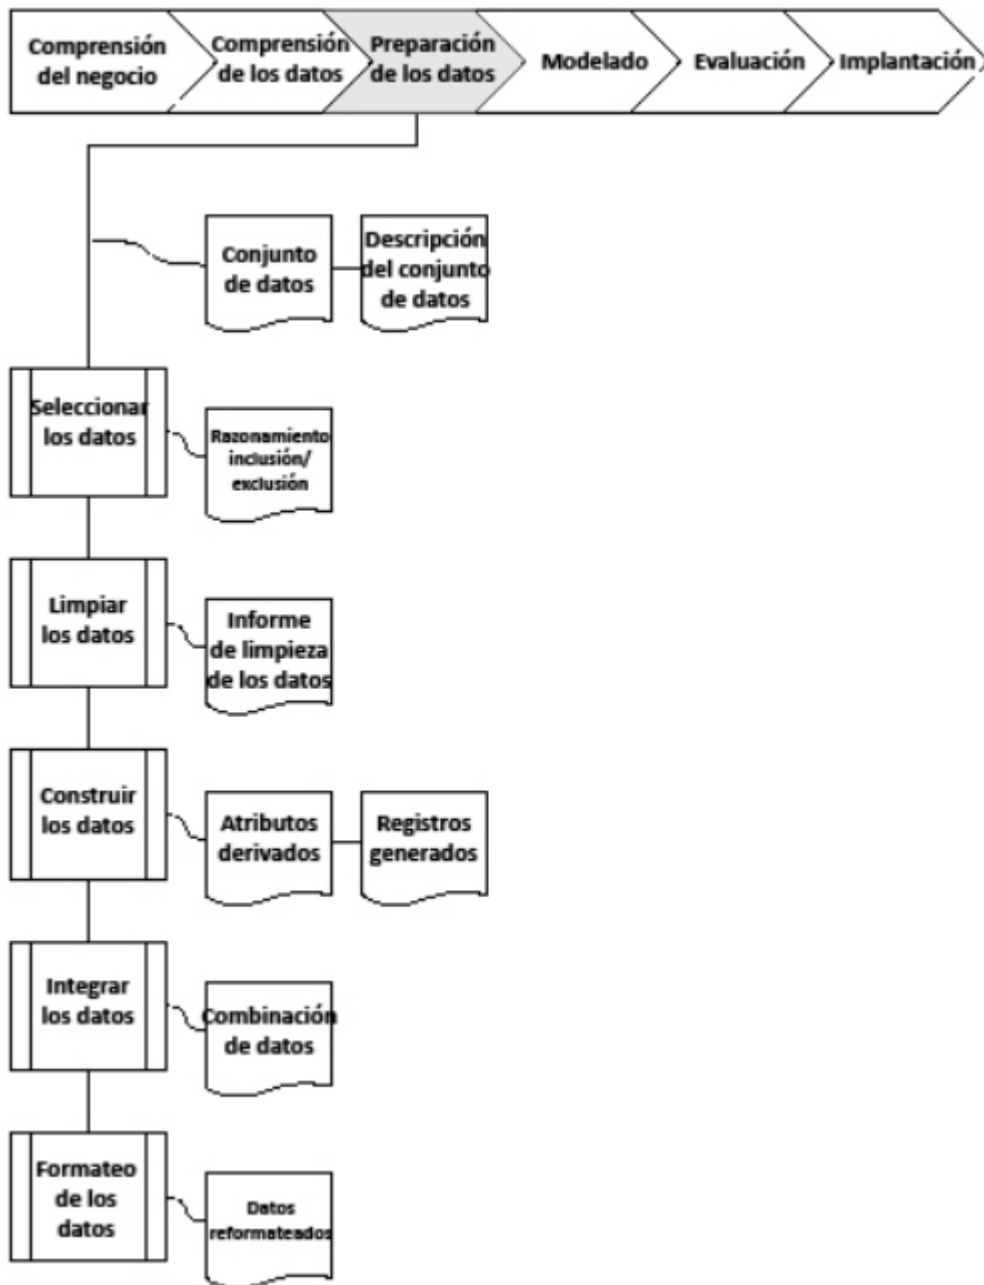 Comprensión
del negocio
Comprensión
de los datos
Preparación
de los datos
Modelado
Evaluación
Implantación
Conjunto
de datos
Descripción
del conjunto
de datos
Seleccionar
los datos
Razonamiento
inclusión/
exclusión
Limpiar
los datos
Informe
de limpieza
de los datos
Construir
los datos
Atributos
derivados
Registros
generados
Integrar
los datos
Combinación
de datos
Formateo
de los
datos
Datos
reformateados